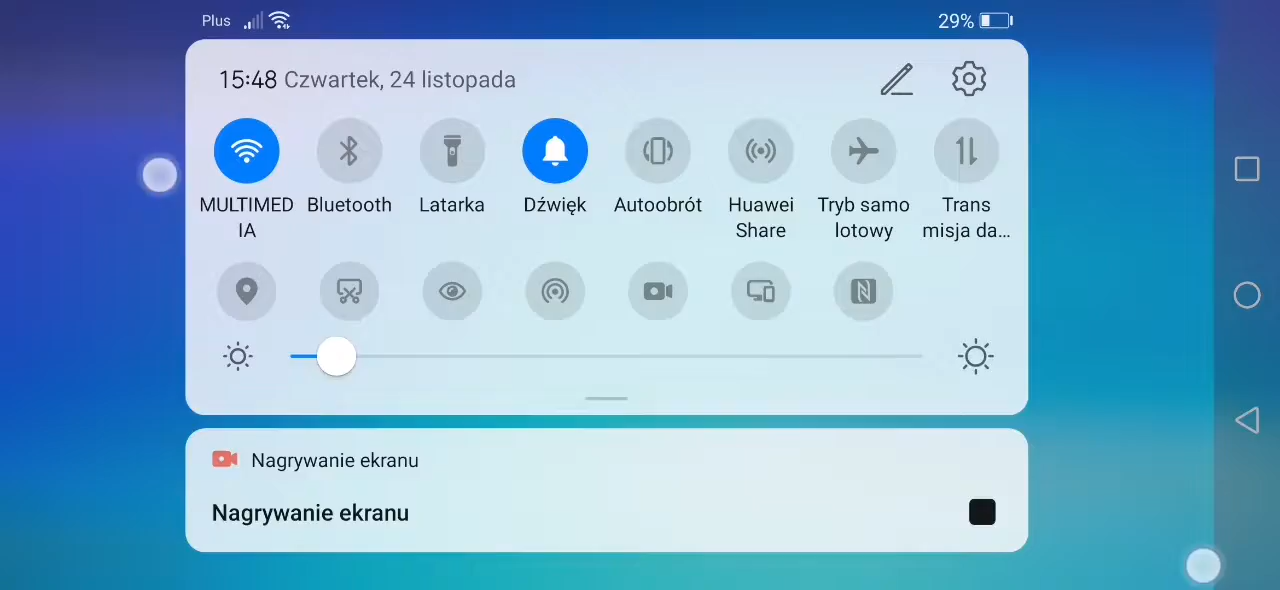 Plus
29%
15:48 Czwartek, 24 listopada
MULTIMED
IA
Bluetooth
Latarka
Dźwięk
Autoobrót
Huawei
Share
Tryb samo
lotowy
Trans
misja da...
Nagrywanie ekranu
Nagrywanie ekranu